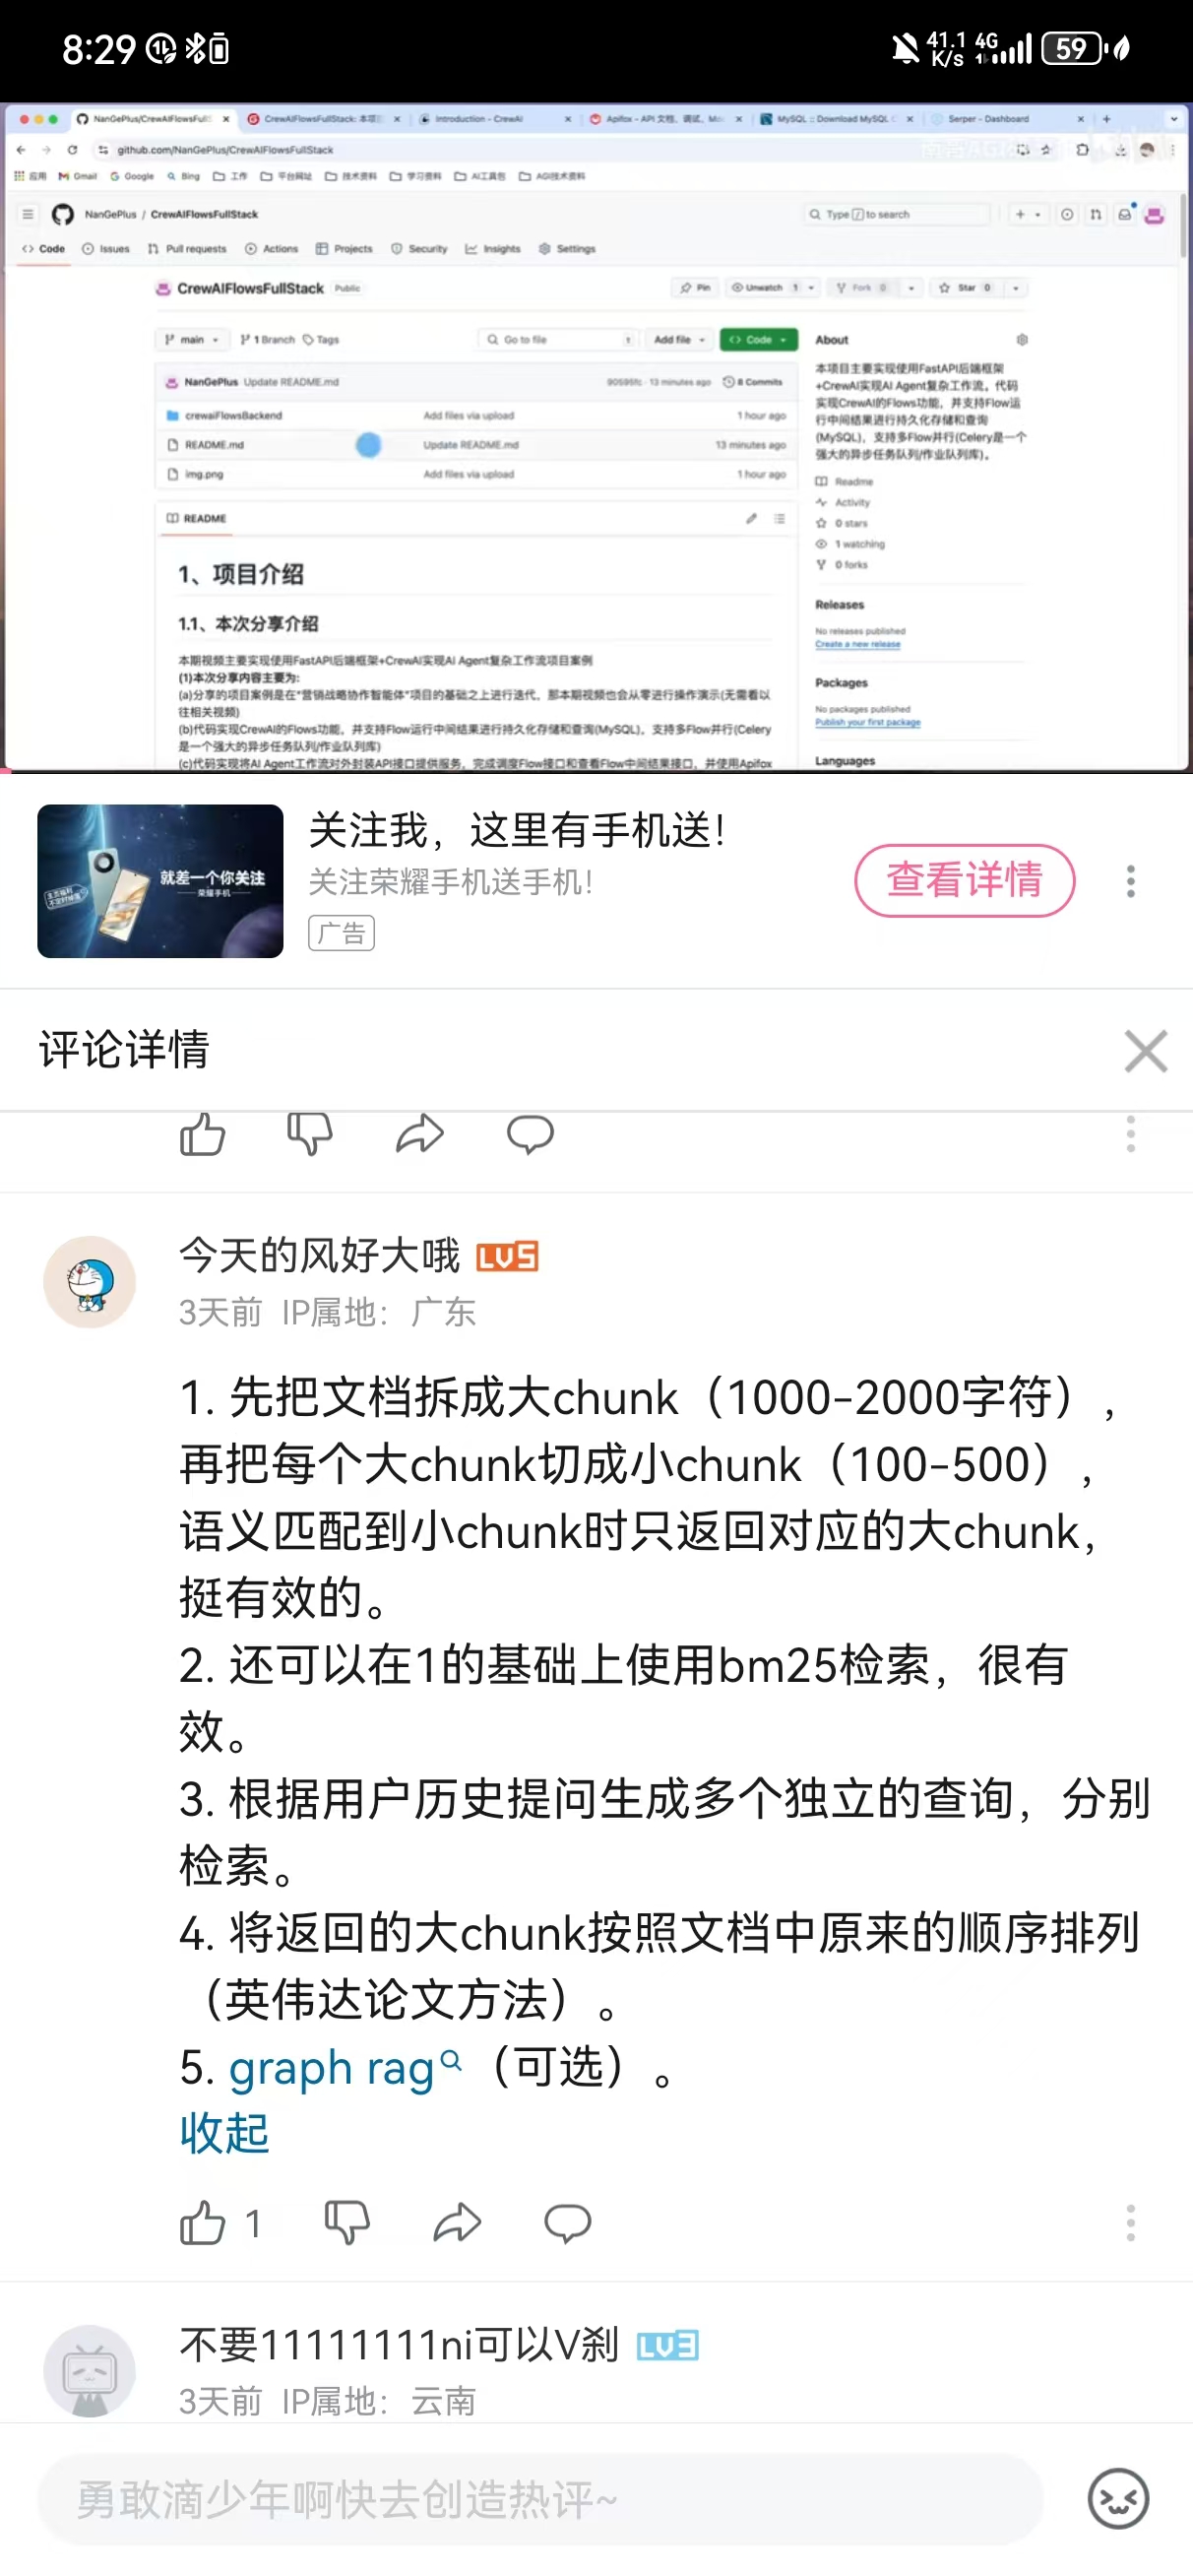 8:29
41.1 K/s 4G 59
NanGePlus/CrewAIFlowsFullS
CrewAIFlowsFullStack: 本项
Introduction - CrewAI
Apifox - API 文档、调试、Mo
MySQL :: Download MySQL C
Serper - Dashboard
github.com/NanGePlus/CrewAIFlowsFullStack
应用 Gmail Google Bing 工作 平台网址 技术资料 学习资料 AI工具包 AGI技术资料
NanGePlus / CrewAIFlowsFullStack
Type / to search
Code Issues Pull requests Actions Projects Security Insights Settings
CrewAIFlowsFullStack Public
Pin Unwatch 1 Fork 0 Star 0
main 1 Branch Tags Go to file Add file Code
NanGePlus Update README.md 13 minutes ago 8 Commits
crewaiFlowsBackend Add files via upload 1 hour ago
README.md Update README.md 13 minutes ago
img.png Add files via upload 1 hour ago
README
1、项目介绍
1.1、本次分享介绍
本期视频主要实现使用FastAPI后端框架+CrewAI实现AI Agent复杂工作流项目案例
(1)本次分享内容主要为:
(a)分享的项目案例是在"营销战略协作智能体"项目的基础之上进行迭代，那本期视频也会从零进行操作演示(无需看以
往相关视频)
(b)代码实现CrewAI的Flows功能，并支持Flow运行中间结果进行持久化存储和查询(MySQL)，支持多Flow并行(Celery
是一个强大的异步任务队列/作业队列库)
(c)代码实现将AI Agent工作流对外封装API接口提供服务，完成调度Flow接口和查看Flow中间结果接口，并使用Apifox
About
本项目主要实现使用FastAPI后端框架
+CrewAI实现AI Agent复杂工作流，代码
实现CrewAI的Flows功能，并支持Flow运
行中间结果进行持久化存储和查询
(MySQL)，支持多Flow并行(Celery是一个
强大的异步任务队列/作业队列库)。
Readme
Activity
0 stars
1 watching
0 forks
Releases
No releases published
Create a new release
Packages
No packages published
Publish your first package
Languages
就差一个你关注
荣耀手机
关注我，这里有手机送！
关注荣耀手机送手机！
广告
查看详情
评论详情
今天的风好大哦 LV5
3天前 IP属地：广东
1. 先把文档拆成大chunk（1000-2000字符），
再把每个大chunk切成小chunk（100-500），
语义匹配到小chunk时只返回对应的大chunk，
挺有效的。
2. 还可以在1的基础上使用bm25检索，很有
效。
3. 根据用户历史提问生成多个独立的查询，分别
检索。
4. 将返回的大chunk按照文档中原来的顺序排列
（英伟达论文方法）。
5. graph rag（可选）。
收起
1
不要11111111ni可以V刹 LV3
3天前 IP属地：云南
勇敢滴少年啊快去创造热评~